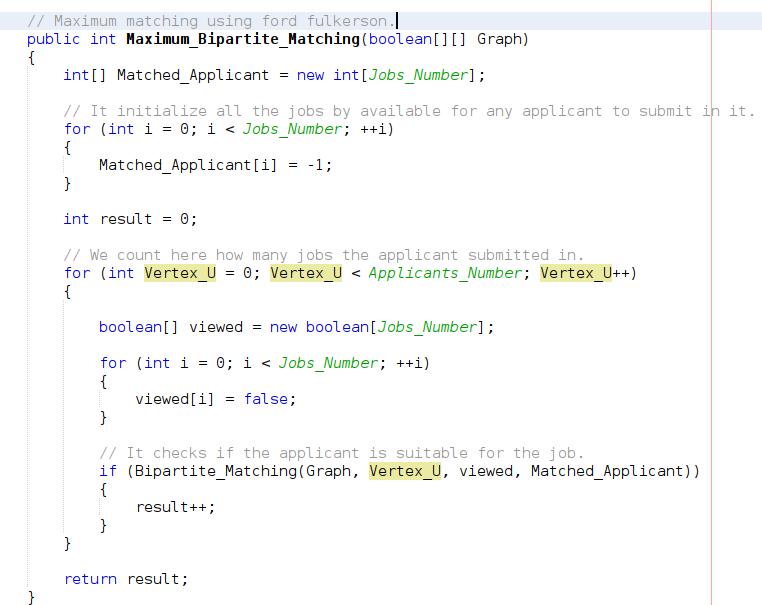 // Maximum matching using ford fulkerson.
public int Maximum_Bipartite_Matching(boolean[][] Graph)
{
    int[] Matched_Applicant = new int[Jobs_Number];
    // It initialize all the jobs by available for any applicant to submit in it.
    for (int i = 0; i < Jobs_Number; ++i)
    {
        Matched_Applicant[i] = -1;
    }
    int result = 0;
    // We count here how many jobs the applicant submitted in.
    for (int Vertex_U = 0; Vertex_U < Applicants_Number; Vertex_U++)
    {
        boolean[] viewed = new boolean[Jobs_Number];
        for (int i = 0; i < Jobs_Number; ++i)
        {
            viewed[i] = false;
        }
        // It checks if the applicant is suitable for the job.
        if (Bipartite_Matching(Graph, Vertex_U, viewed, Matched_Applicant))
        {
            result++;
        }
    }
    return result;
}